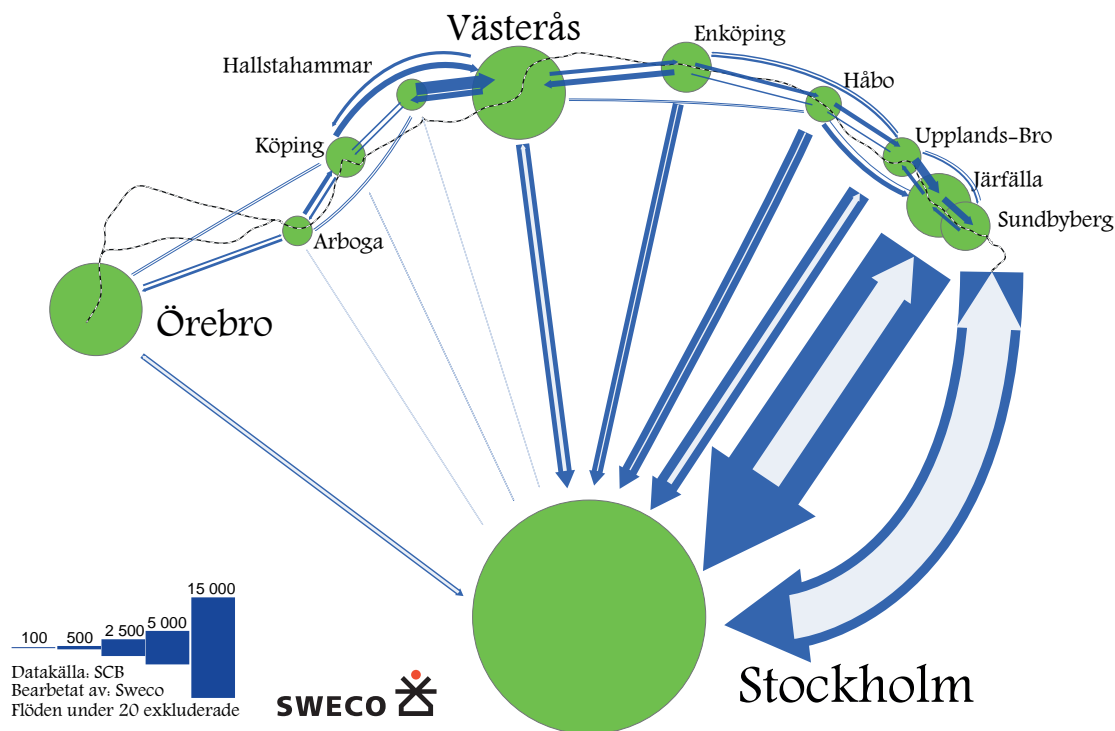 Västerås
Enköping
Hallstahammar
Håbo
Köping
Upplands-Bro
Järfälla
Arboga
Sundbyberg
Örebro
Stockholm
15 000
5 000
2 500
500
100
Datakälla: SCB
Bearbetat av: Sweco
Flöden under 20 exkluderade
SWECO